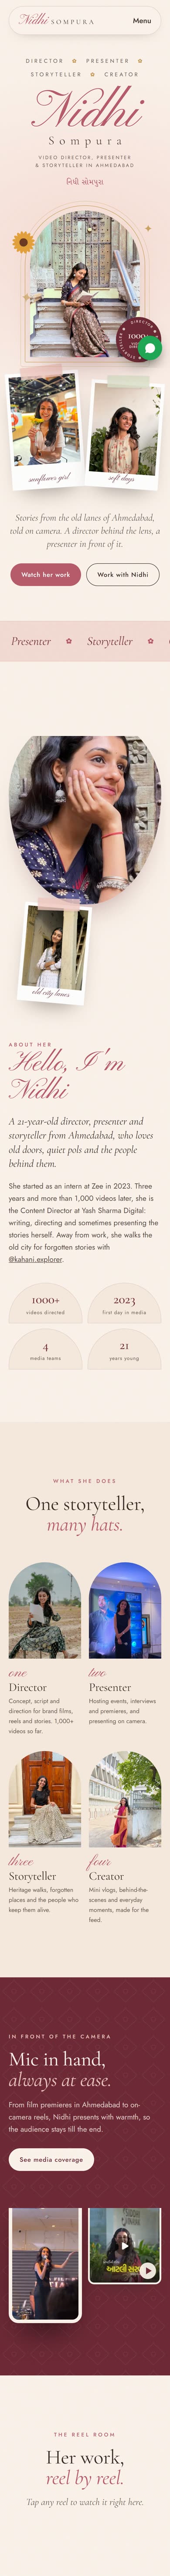 Nidhi SOMPURA Menu
DIRECTOR ✿ PRESENTER ✿
STORYTELLER ✿ CREATOR
Nidhi
Sompura
VIDEO DIRECTOR, PRESENTER
& STORYTELLER IN AHMEDABAD
નિધી સોમપુરા
1000+
sunflower girl
soft days
Stories from the old lanes of Ahmedabad,
told on camera. A director behind the lens, a
presenter in front of it.
Watch her work
Work with Nidhi
Presenter ✿ Storyteller ✿
old city lanes
ABOUT HER
Hello, I'm
Nidhi
A 21-year-old director, presenter and
storyteller from Ahmedabad, who loves
old doors, quiet pols and the people
behind them.
She started as an intern at Zee in 2023. Three
years and more than 1,000 videos later, she is
the Content Director at Yash Sharma Digital:
writing, directing and sometimes presenting the
stories herself. Away from work, she walks the
old city for forgotten stories with
@kahani.explorer.
1000+
videos directed
2023
first day in media
4
media teams
21
years young
WHAT SHE DOES
One storyteller,
many hats.
one
Director
Concept, script and
direction for brand films,
reels and stories. 1,000+
videos so far.
two
Presenter
Hosting events, interviews
and premieres, and
presenting on camera.
three
Storyteller
Heritage walks, forgotten
places and the people who
keep them alive.
four
Creator
Mini vlogs, behind-the-
scenes and everyday
moments, made for the
feed.
IN FRONT OF THE CAMERA
Mic in hand,
always at ease.
From film premieres in Ahmedabad to on-
camera reels, Nidhi presents with warmth, so
the audience stays till the end.
See media coverage
THE REEL ROOM
Her work,
reel by reel.
Tap any reel to watch it right here.